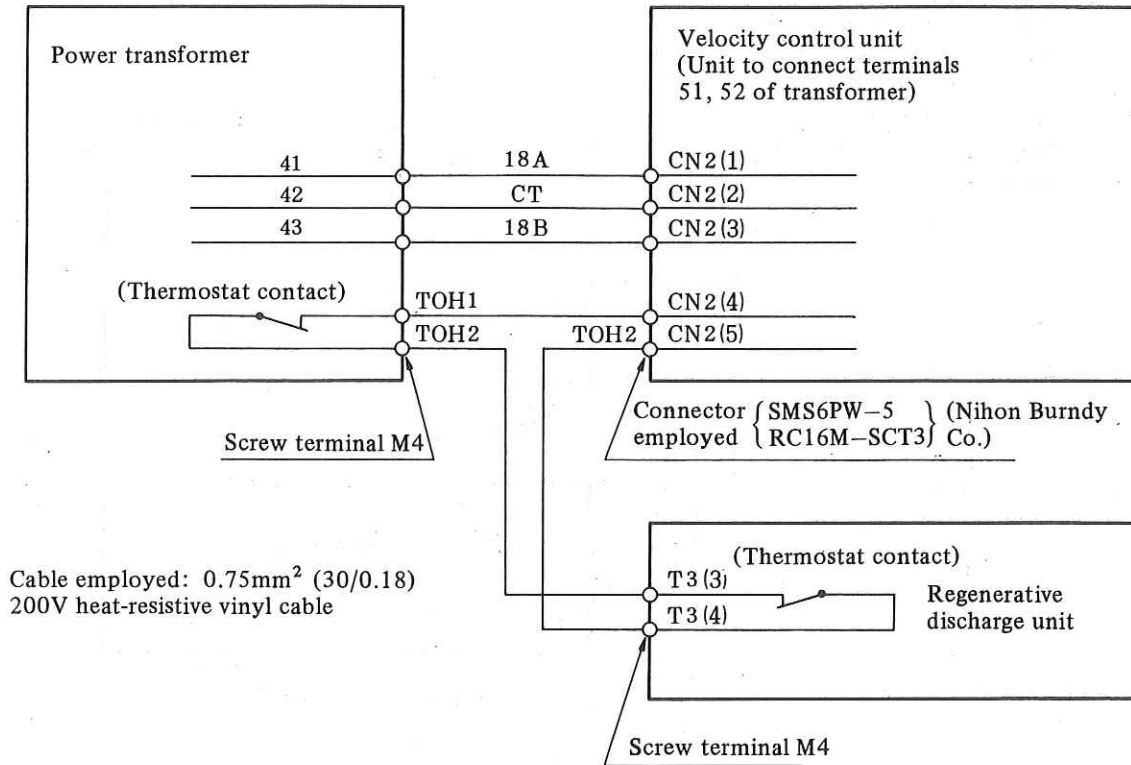 Power transformer
Velocity control unit
(Unit to connect terminals
51, 52 of transformer)
41 18A CN2(1)
42 CT CN2(2)
43 18B CN2(3)
(Thermostat contact)
TOH1 CN2(4)
TOH2 TOH2 CN2(5)
Screw terminal M4
Connector { SMS6PW–5 } (Nihon Burndy
employed { RC16M–SCT3 } Co.)
Cable employed: 0.75mm² (30/0.18)
200V heat-resistive vinyl cable
(Thermostat contact)
T3(3)
T3(4)
Regenerative
discharge unit
Screw terminal M4